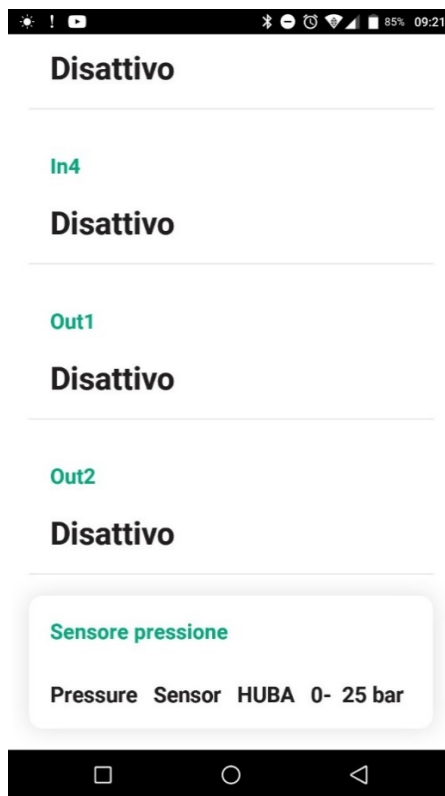 ! 85% 09:21
Disattivo
In4
Disattivo
Out1
Disattivo
Out2
Disattivo
Sensore pressione
Pressure Sensor HUBA 0- 25 bar